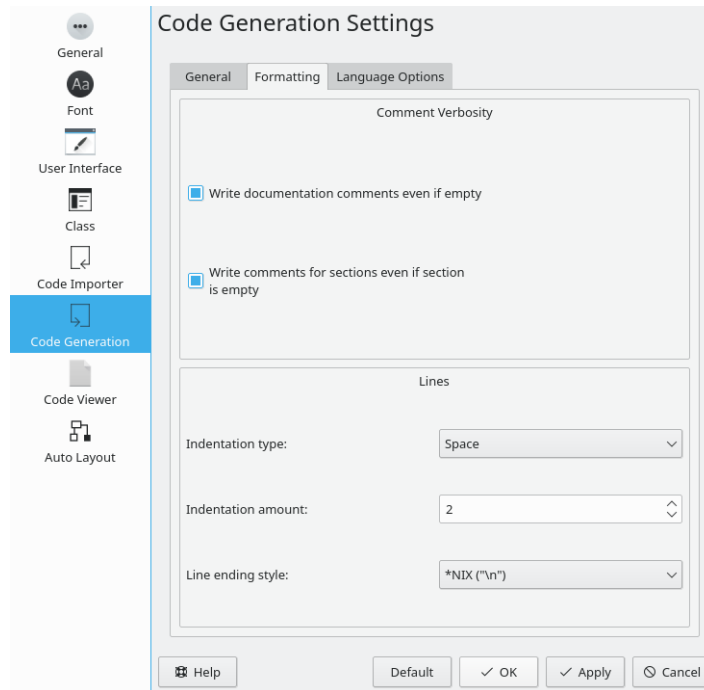 Code Generation Settings
General
Aa
Font
User Interface
Class
Code Importer
Code Generation
Code Viewer
Auto Layout
General
Formatting
Language Options
Comment Verbosity
Write documentation comments even if empty
Write comments for sections even if section
is empty
Lines
Indentation type:
Space
Indentation amount:
2
Line ending style:
*NIX ("\n")
Help
Default
OK
Apply
Cancel